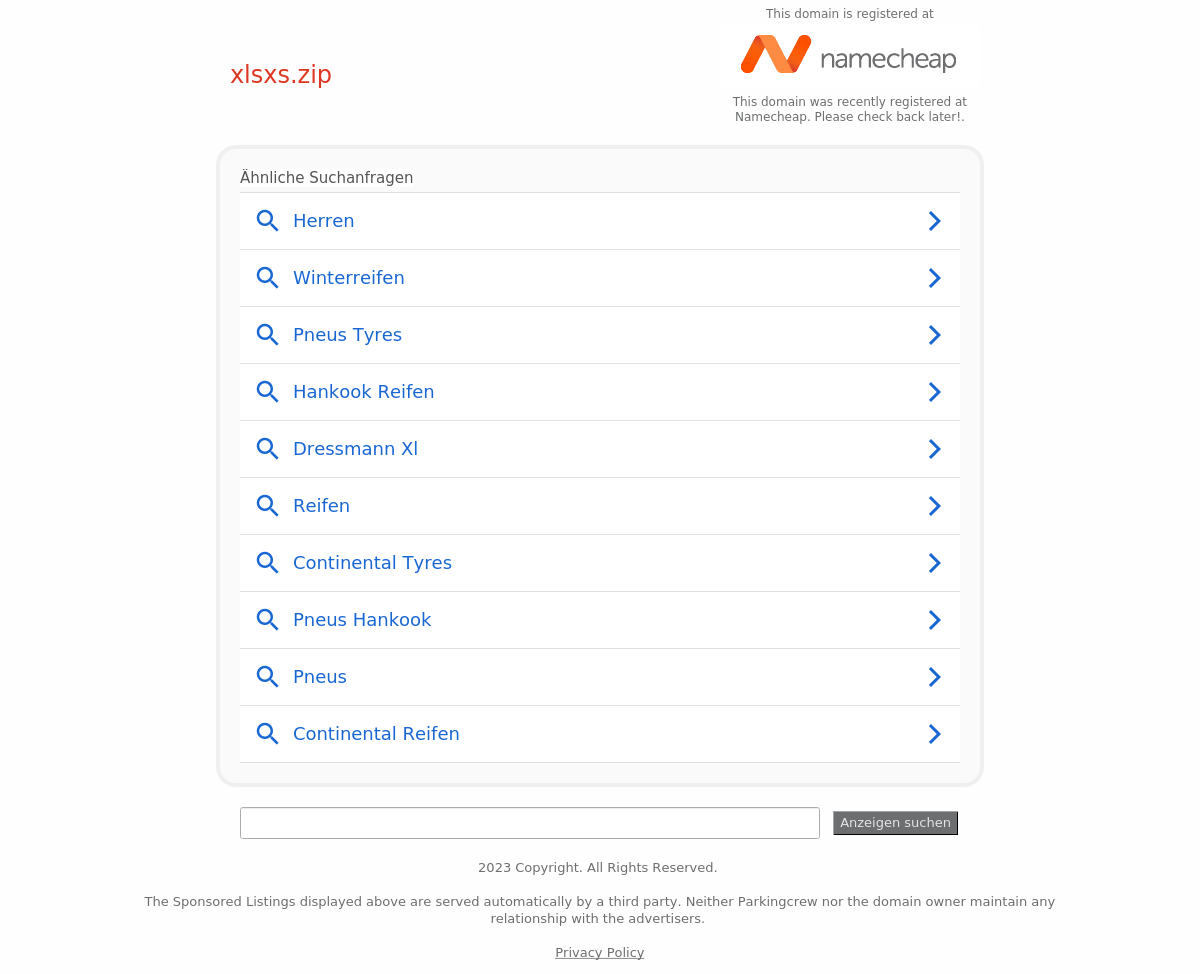 This domain is registered at
namecheap
xlsxs.zip
This domain was recently registered at
Namecheap. Please check back later!.
Ähnliche Suchanfragen
Herren
Winterreifen
Pneus Tyres
Hankook Reifen
Dressmann Xl
Reifen
Continental Tyres
Pneus Hankook
Pneus
Continental Reifen
Anzeigen suchen
2023 Copyright. All Rights Reserved.
The Sponsored Listings displayed above are served automatically by a third party. Neither Parkingcrew nor the domain owner maintain any
relationship with the advertisers.
Privacy Policy